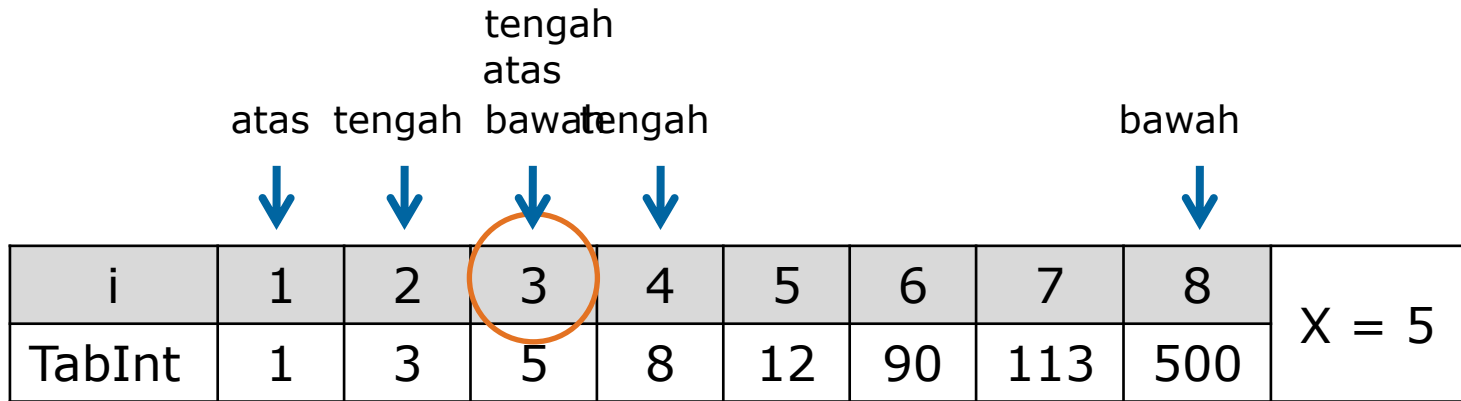 tengah
atas
atas tengah bawah tengah bawah
i 1 2 3 4 5 6 7 8
X = 5
TabInt 1 3 5 8 12 90 113 500